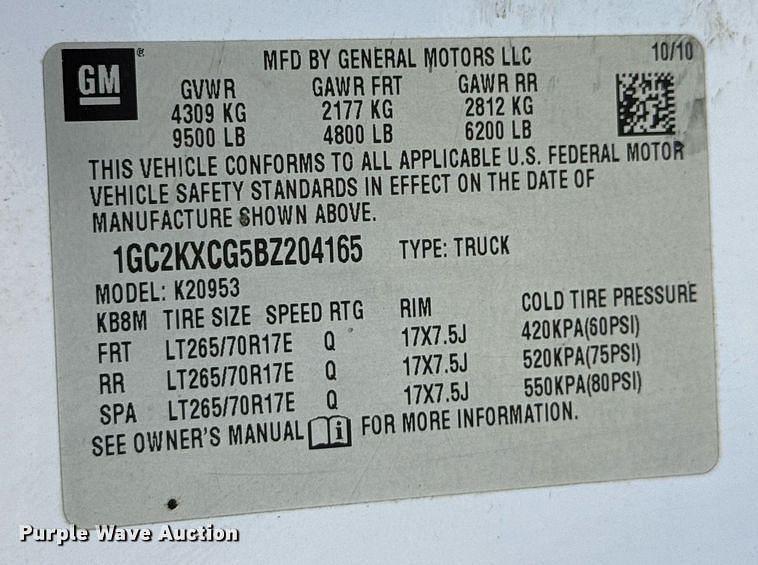 GM ®
MFD BY GENERAL MOTORS LLC 10/10
GVWR GAWR FRT GAWR RR
4309 KG 2177 KG 2812 KG
9500 LB 4800 LB 6200 LB
THIS VEHICLE CONFORMS TO ALL APPLICABLE U.S. FEDERAL MOTOR
VEHICLE SAFETY STANDARDS IN EFFECT ON THE DATE OF
MANUFACTURE SHOWN ABOVE.
1GC2KXCG5BZ204165 TYPE: TRUCK
MODEL: K20953
KB8M TIRE SIZE SPEED RTG RIM COLD TIRE PRESSURE
FRT LT265/70R17E Q 17X7.5J 420KPA(60PSI)
RR LT265/70R17E Q 17X7.5J 520KPA(75PSI)
SPA LT265/70R17E Q 17X7.5J 550KPA(80PSI)
SEE OWNER'S MANUAL i FOR MORE INFORMATION.
Purple Wave Auction